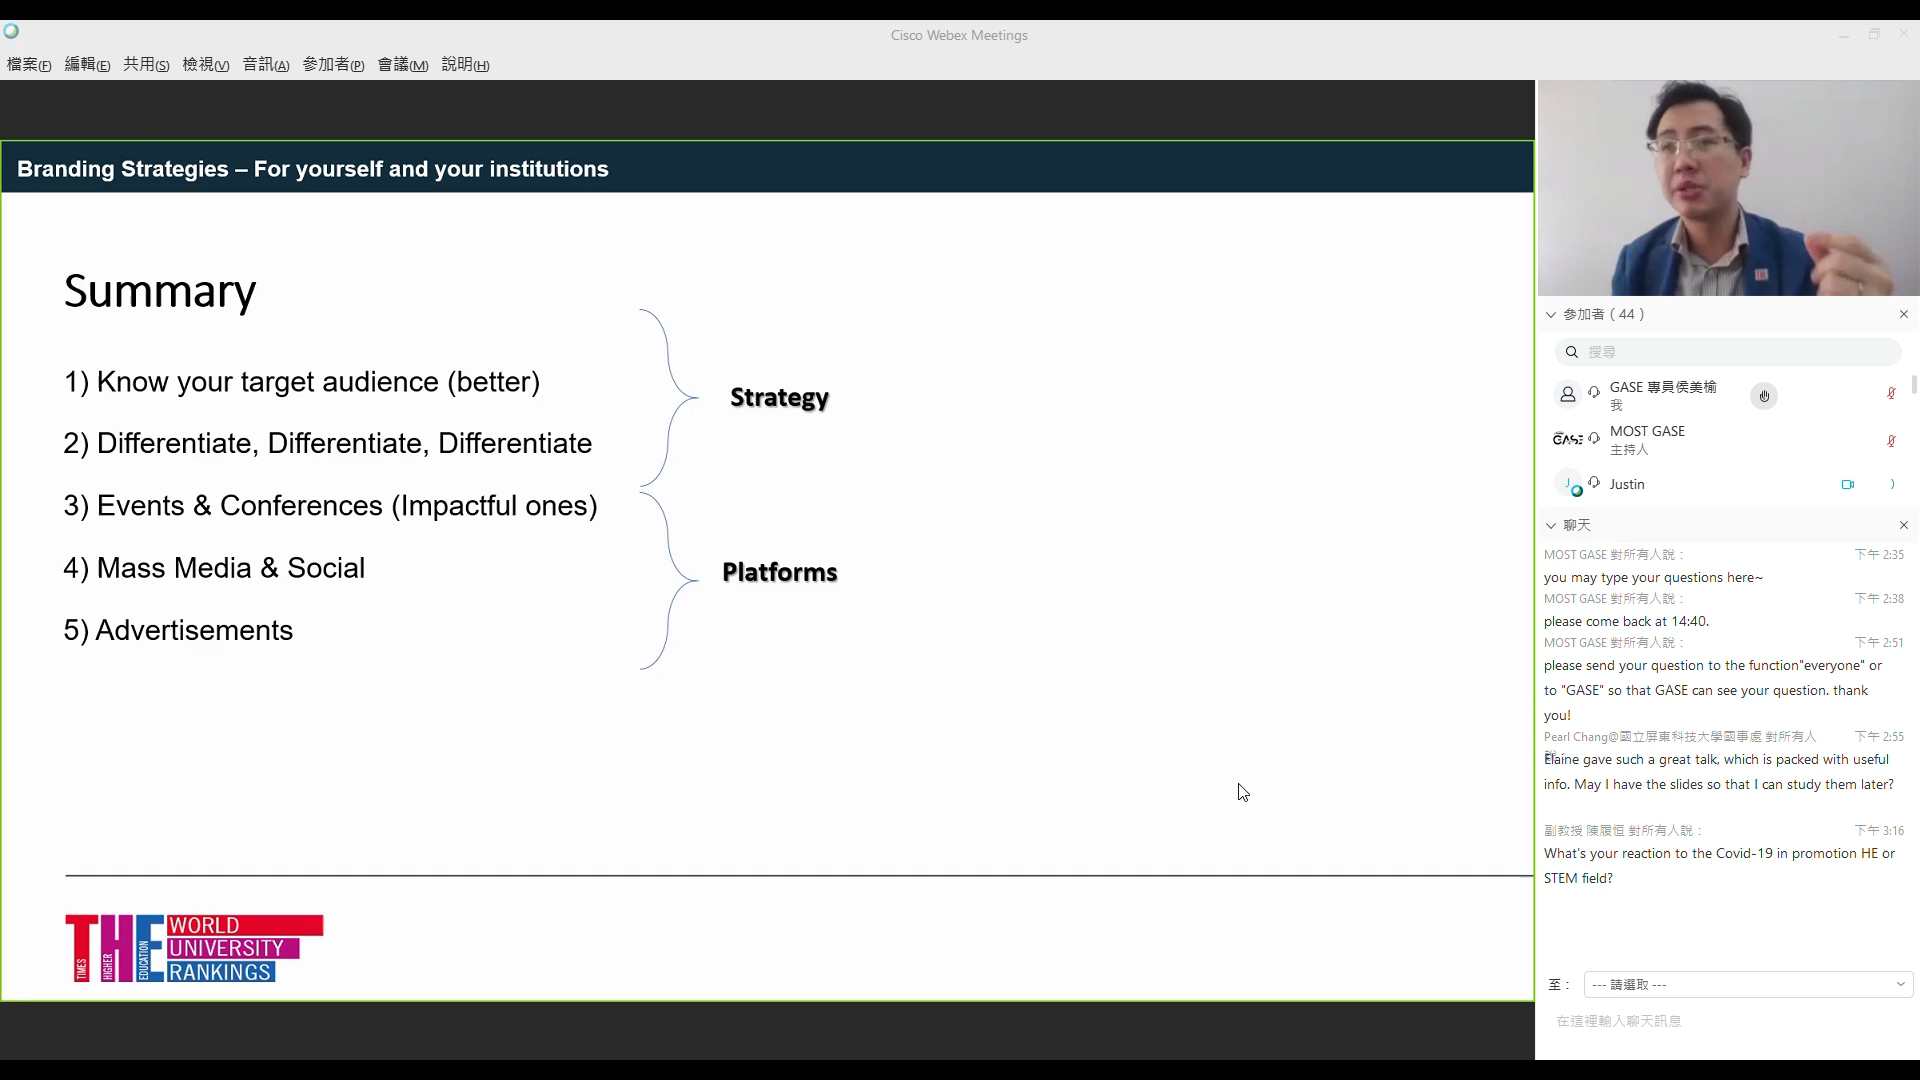 Cisco Webex Meetings
檔案(F) 編輯(E) 共用(S) 檢視(V) 音訊(A) 參加者(P) 會議(M) 說明(H)
Branding Strategies – For yourself and your institutions
Summary
1) Know your target audience (better)
2) Differentiate, Differentiate, Differentiate
3) Events & Conferences (Impactful ones)
4) Mass Media & Social
5) Advertisements
Strategy
Platforms
THE
TIMES
HIGHER
EDUCATION
WORLD
UNIVERSITY
RANKINGS
參加者 ( 44 )
搜尋
GASE 專員侯美榆
我
GASE
MOST GASE
主持人
J
Justin
聊天
MOST GASE 對所有人說： 下午 2:35
you may type your questions here~
MOST GASE 對所有人說： 下午 2:38
please come back at 14:40.
MOST GASE 對所有人說： 下午 2:51
please send your question to the function"everyone" or
to "GASE" so that GASE can see your question. thank
you!
Pearl Chang@國立屏東科技大學國事處 對所有人 下午 2:55
Elaine gave such a great talk, which is packed with useful
info. May I have the slides so that I can study them later?
副教授 陳履恒 對所有人說： 下午 3:16
What's your reaction to the Covid-19 in promotion HE or
STEM field?
至： --- 請選取 ---
在這裡輸入聊天訊息